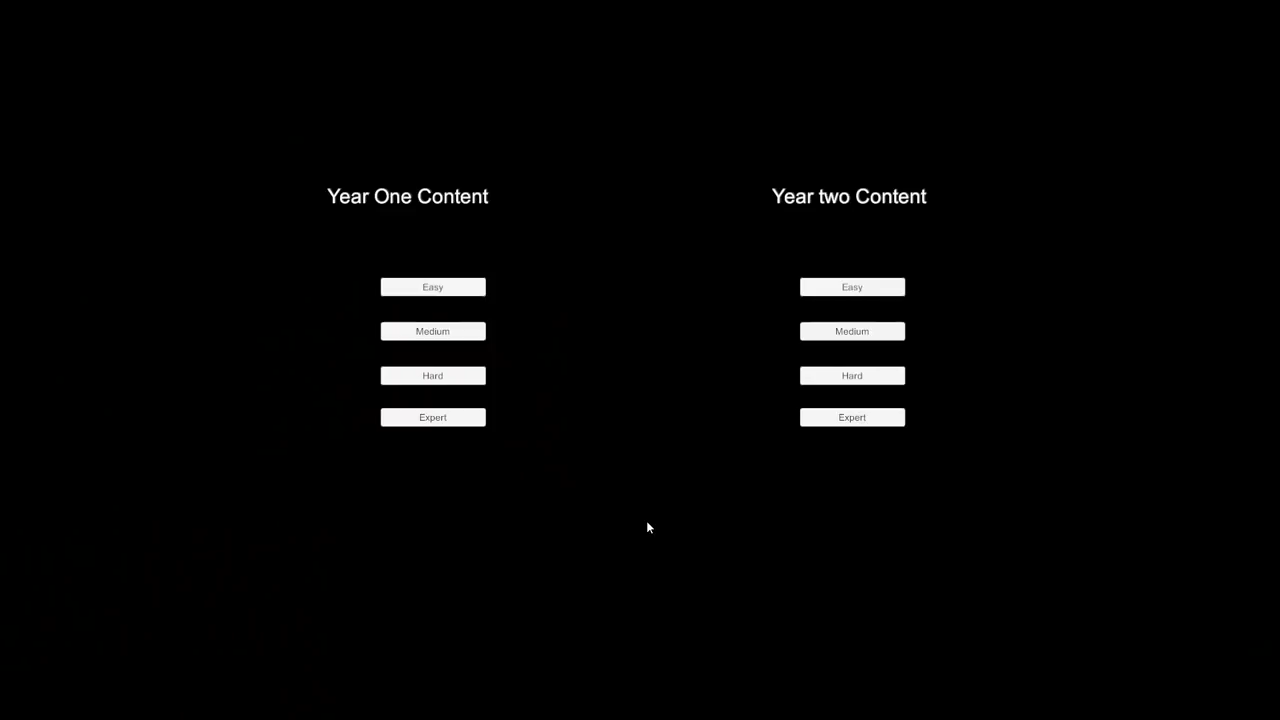 Year One Content
Easy
Medium
Hard
Expert
Year two Content
Easy
Medium
Hard
Expert